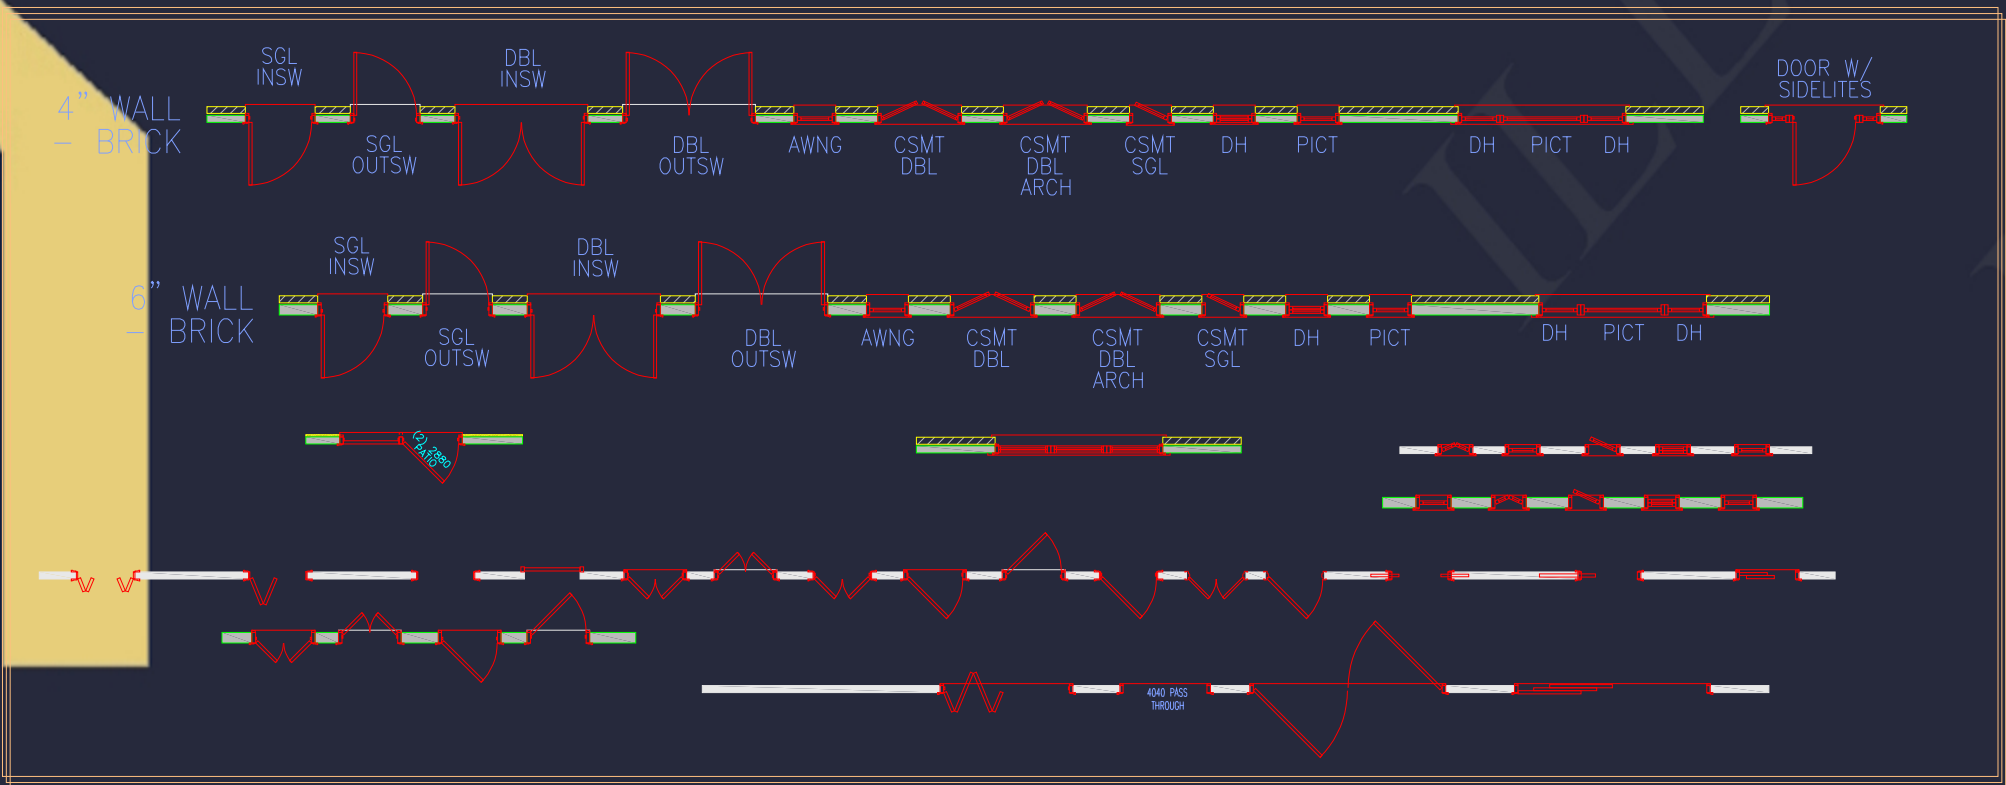 SGL
INSW
DBL
INSW
DOOR W/
SIDELITES
4" WALL
- BRICK
SGL
OUTSW
DBL
OUTSW
AWNG
CSMT
DBL
CSMT
DBL
ARCH
CSMT
SGL
DH
PICT
DH
PICT
DH
SGL
INSW
DBL
INSW
6" WALL
- BRICK
SGL
OUTSW
DBL
OUTSW
AWNG
CSMT
DBL
CSMT
DBL
ARCH
CSMT
SGL
DH
PICT
DH
PICT
DH
(2) 2880
PATIO
4040 PASS
THROUGH